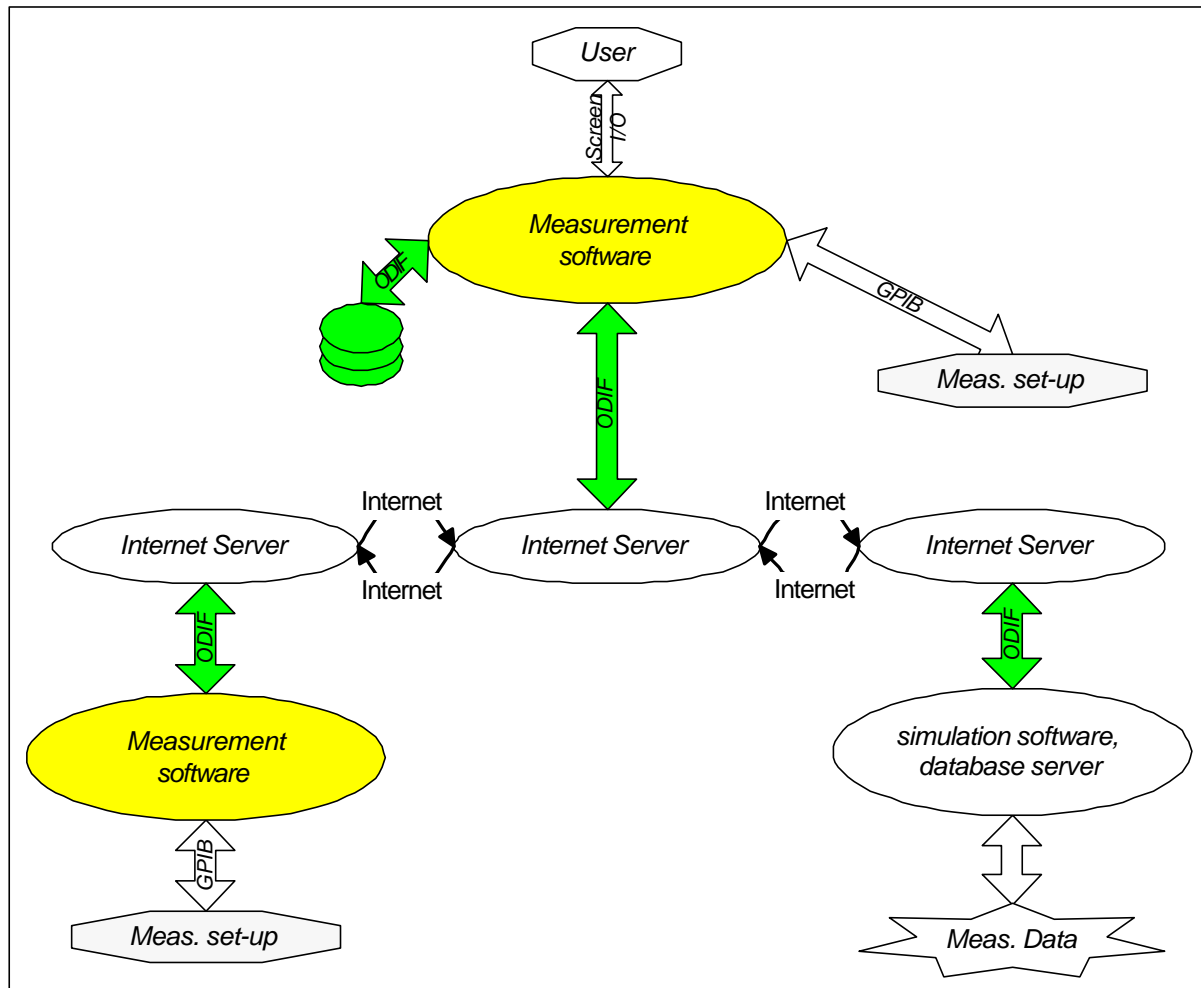 User
Screen
I/O
Measurement
software
ODIF
GPIB
Meas. set-up
ODIF
Internet
Internet
Internet Server
Internet Server
Internet Server
Internet
Internet
ODIF
ODIF
Measurement
software
simulation software,
database server
GPIB
Meas. set-up
Meas. Data